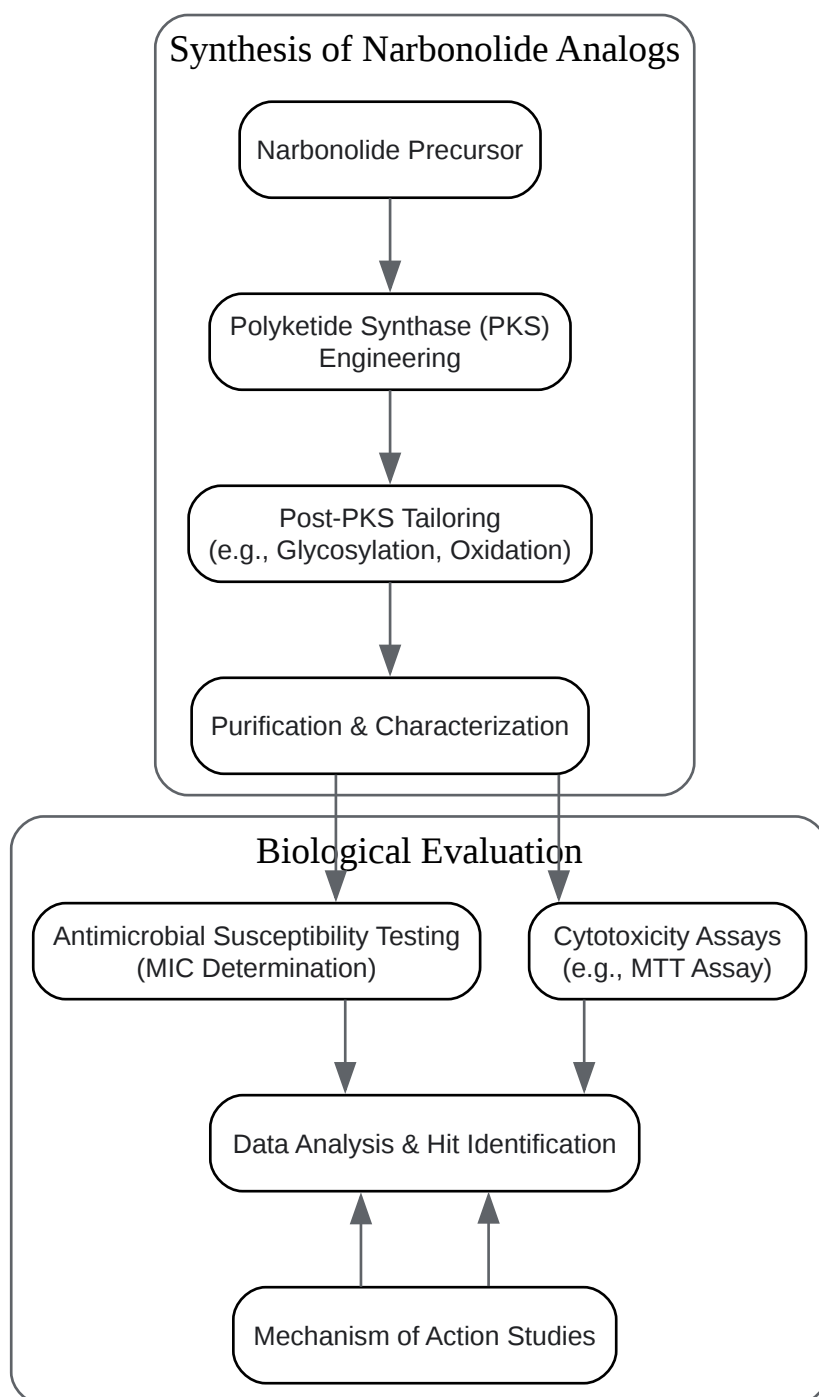 Synthesis of Narbonolide Analogs
Narbonolide Precursor
Polyketide Synthase (PKS)
Engineering
Post-PKS Tailoring
(e.g., Glycosylation, Oxidation)
Purification & Characterization
Biological Evaluation
Antimicrobial Susceptibility Testing
(MIC Determination)
Cytotoxicity Assays
(e.g., MTT Assay)
Data Analysis & Hit Identification
Mechanism of Action Studies